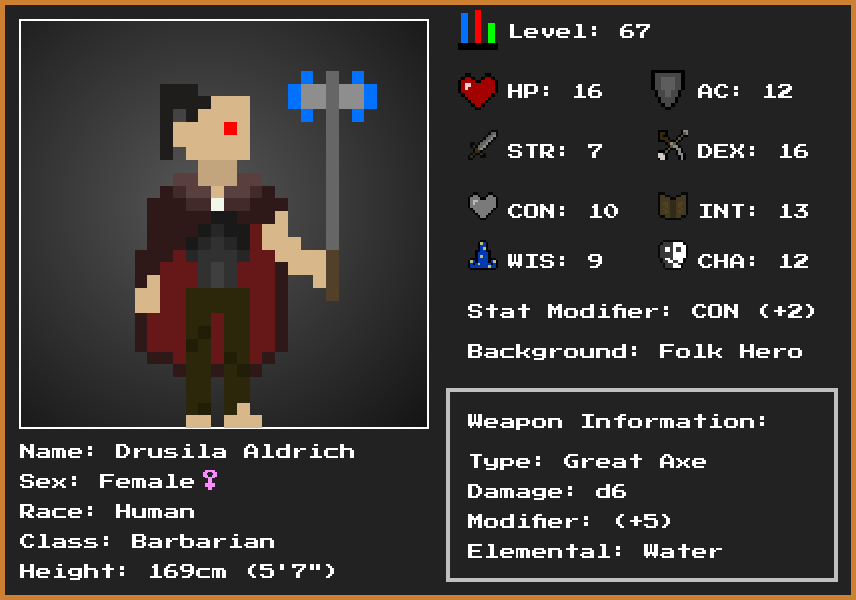 Level: 67
HP: 16
AC: 12
STR: 7
DEX: 16
CON: 10
INT: 13
WIS: 9
CHA: 12
Stat Modifier: CON (+2)
Background: Folk Hero
Weapon Information:
Type: Great Axe
Damage: d6
Modifier: (+5)
Elemental: Water
Name: Drusila Aldrich
Sex: Female♀
Race: Human
Class: Barbarian
Height: 169cm (5'7")